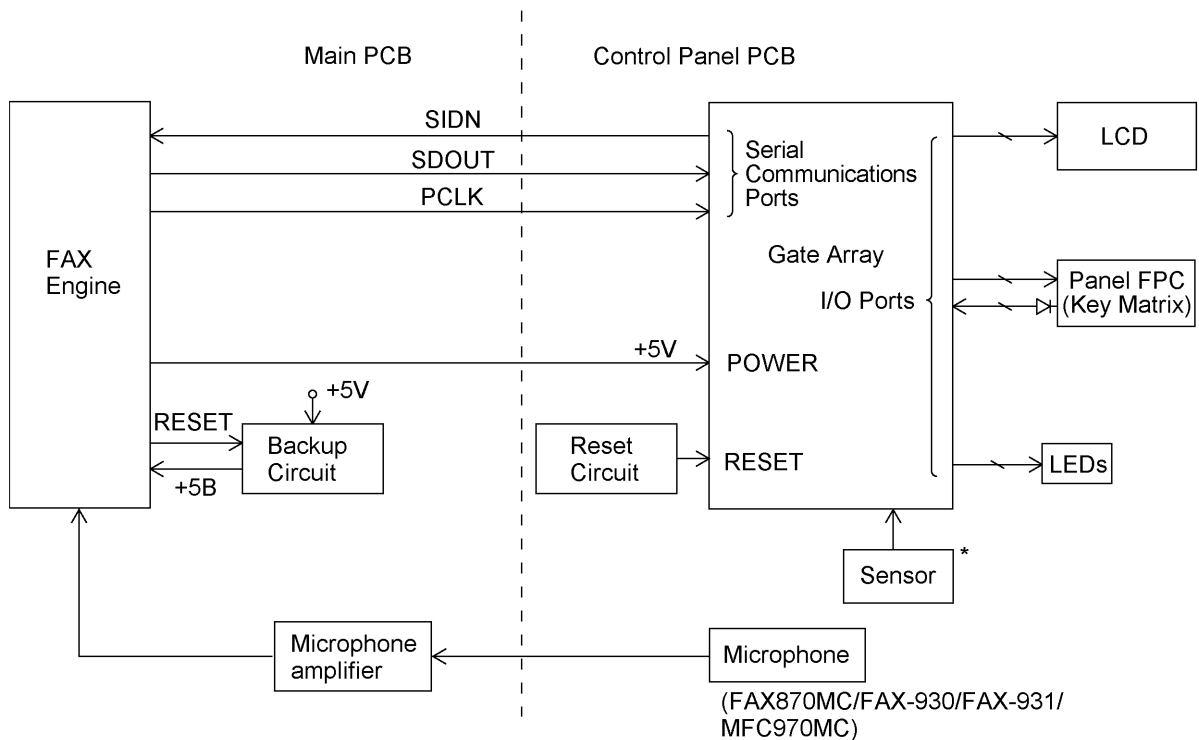 Main PCB
Control Panel PCB
SIDN
SDOUT
PCLK
Serial
Communications
Ports
LCD
FAX
Engine
Gate Array
I/O Ports
Panel FPC
(Key Matrix)
+5V
POWER
+5V
RESET
Backup
Circuit
+5B
Reset
Circuit
RESET
LEDs
Sensor
*
Microphone
amplifier
Microphone
(FAX870MC/FAX-930/FAX-931/
MFC970MC)